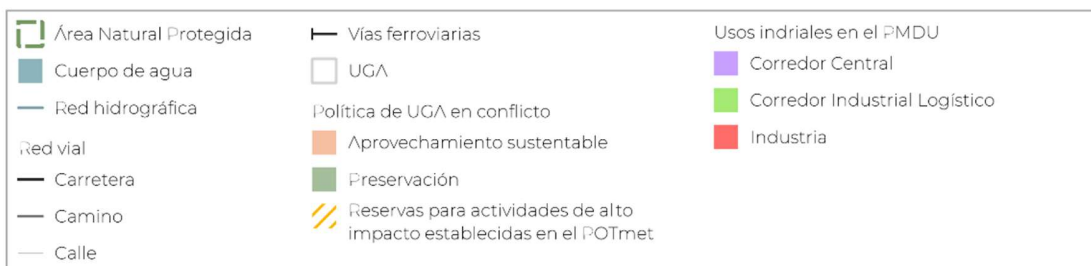 Área Natural Protegida
Cuerpo de agua
Red hidrográfica
Red vial
Carretera
Camino
Calle
Vías ferroviarias
UGA
Política de UGA en conflicto
Aprovechamiento sustentable
Preservación
Reservas para actividades de alto
impacto establecidas en el POTmet
Usos indriales en el PMDU
Corredor Central
Corredor Industrial Logístico
Industria